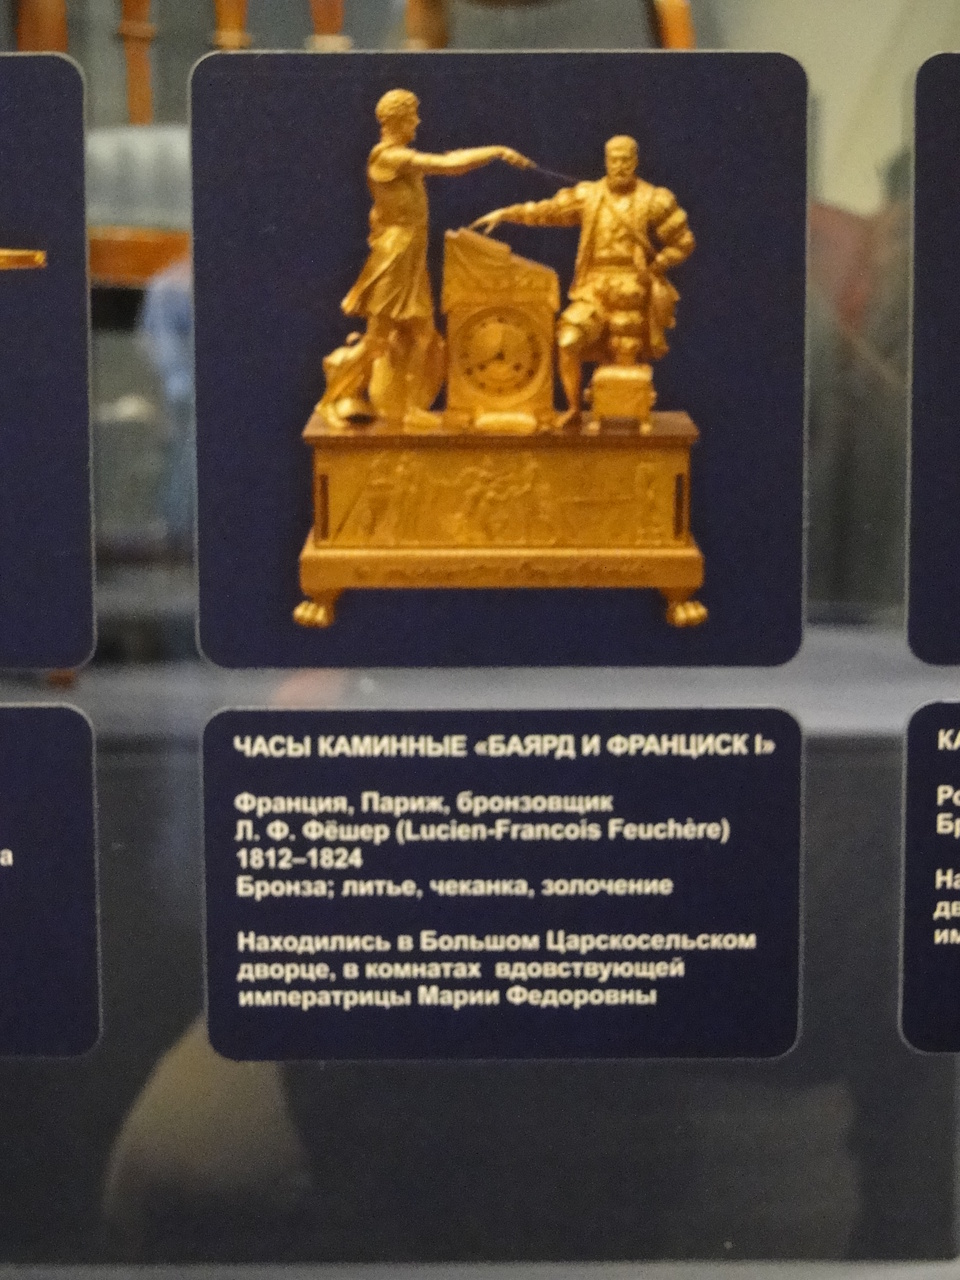 ЧАСЫ КАМИННЫЕ «БАЯРД И ФРАНЦИСК I»
Франция, Париж, бронзовщик
Л. Ф. Фёшер (Lucien-Francois Feuchère)
1812–1824
Бронза; литье, чеканка, золочение
Находились в Большом Царскосельском
дворце, в комнатах вдовствующей
императрицы Марии Федоровны